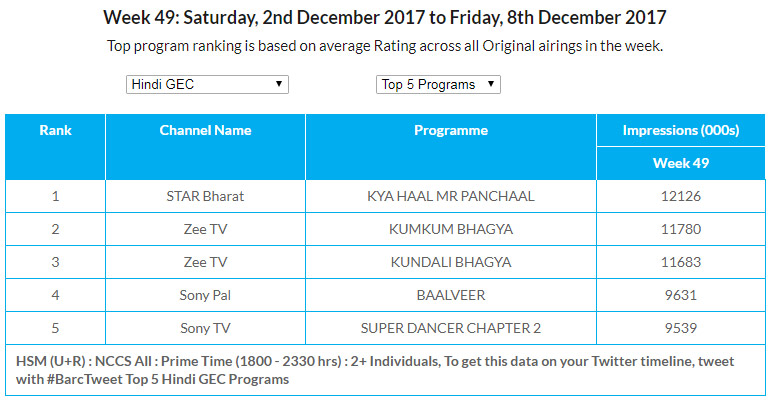 Week 49: Saturday, 2nd December 2017 to Friday, 8th December 2017
Top program ranking is based on average Rating across all Original airings in the week.
Hindi GEC Top 5 Programs
Rank Channel Name Programme Impressions (000s)
Week 49
1 STAR Bharat KYA HAAL MR PANCHAAL 12126
2 Zee TV KUMKUM BHAGYA 11780
3 Zee TV KUNDALI BHAGYA 11683
4 Sony Pal BAALVEER 9631
5 Sony TV SUPER DANCER CHAPTER 2 9539
HSM (U+R) : NCCS All : Prime Time (1800 - 2330 hrs) : 2+ Individuals, To get this data on your Twitter timeline, tweet
with #BarcTweet Top 5 Hindi GEC Programs